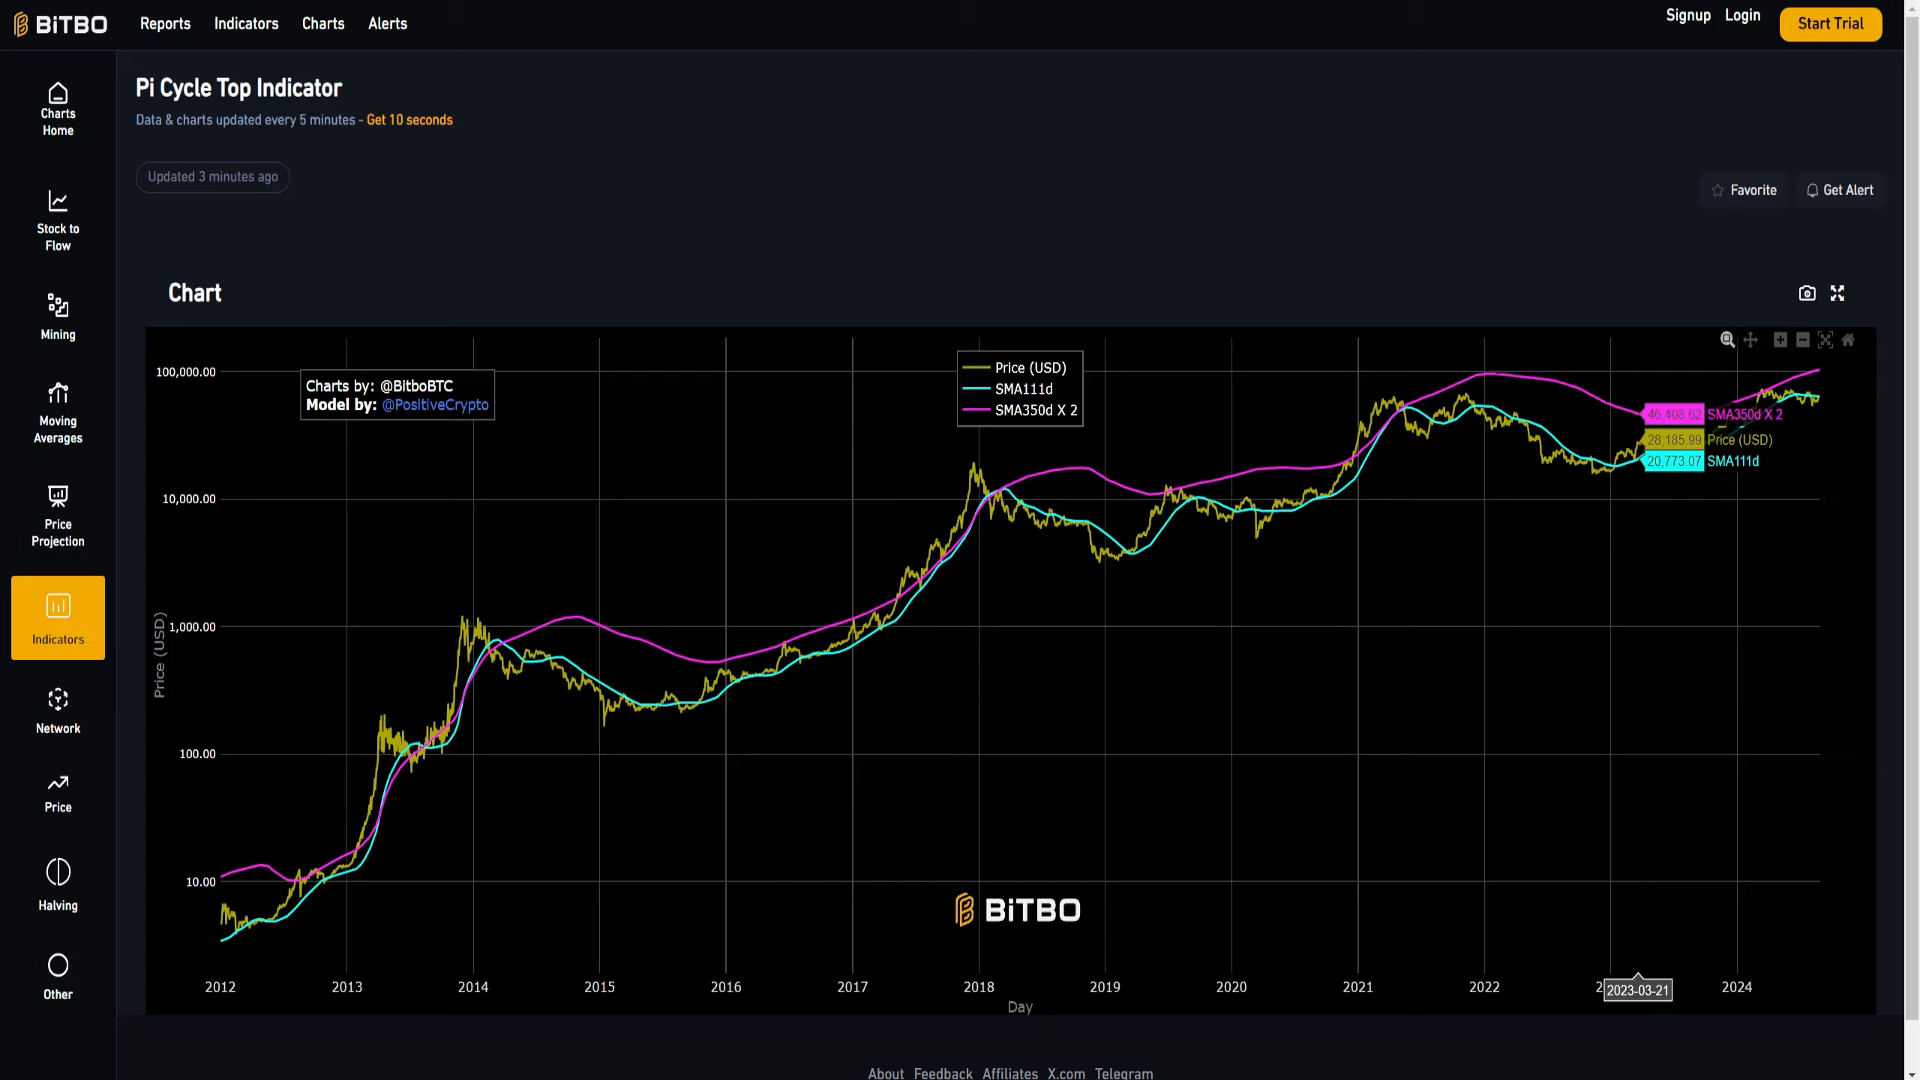 BiTBO
Reports Indicators Charts Alerts
Signup Login Start Trial
Charts
Home
Stock to
Flow
Mining
Moving
Averages
Price
Projection
Indicators
Network
Price
Halving
Other
Pi Cycle Top Indicator
Data & charts updated every 5 minutes - Get 10 seconds
Updated 3 minutes ago
Favorite Get Alert
Chart
Charts by: @BitboBTC
Model by: @PositiveCrypto
Price (USD)
SMA111d
SMA350d X 2
100,000.00
10,000.00
1,000.00
100.00
10.00
Price (USD)
46,408.62 SMA350d X 2
28,185.99 Price (USD)
20,773.07 SMA111d
BiTBO
2012 2013 2014 2015 2016 2017 2018 2019 2020 2021 2022 2023-03-21 2024
Day
About Feedback Affiliates X.com Telegram